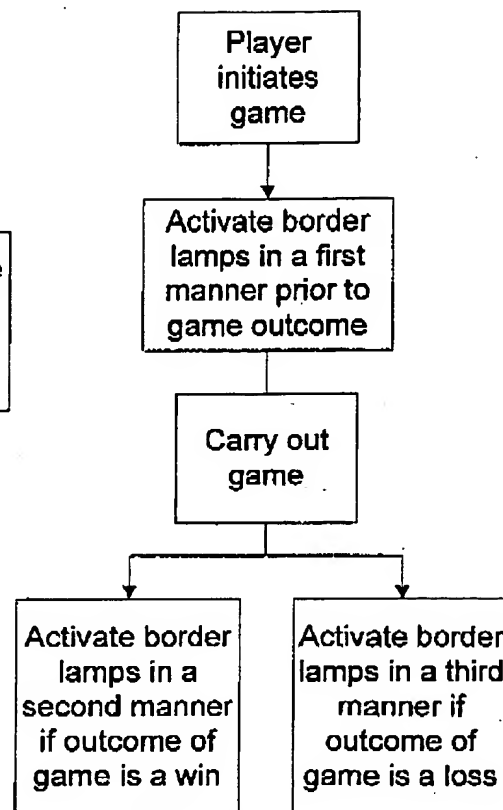 Player
initiates
game
Activate border
lamps in a first
manner prior to
game outcome
e
Carry out
game
Activate border
lamps in a
second manner
if outcome of
game is a win
Activate border
lamps in a third
manner if
outcome of
game is a loss